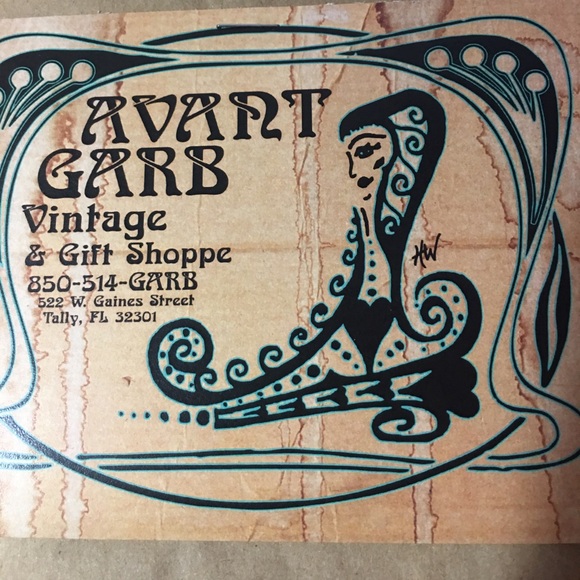 AVANT
GARB
Vintage
& Gift Shoppe
850-514-GARB
522 W. Gaines Street
Tally, FL 32301
HW